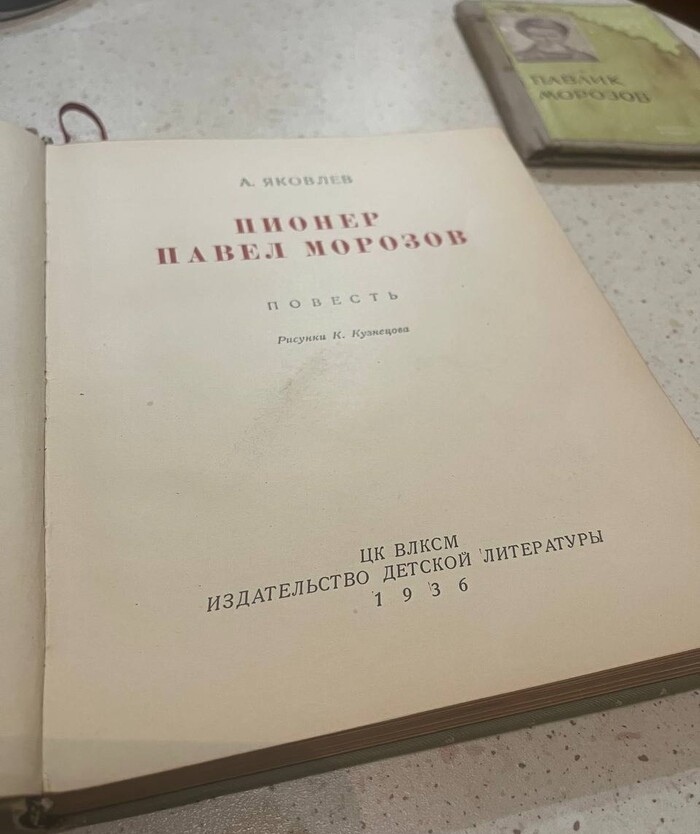 А. ЯКОВЛЕВ
ПИОНЕР
ПАВЕЛ МОРОЗОВ
ПОВЕСТЬ
Рисунки К. Кузнецова
ЦК ВЛКСМ
ИЗДАТЕЛЬСТВО ДЕТСКОЙ ЛИТЕРАТУРЫ
1936
ПАВЛИК
МОРОЗОВ